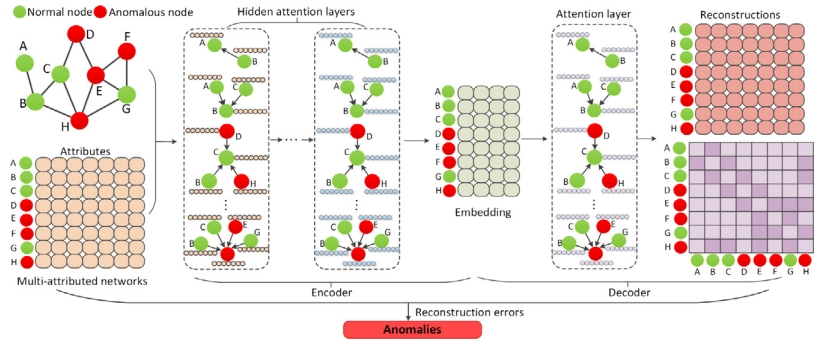 Normal node Anomalous node
Hidden attention layers
Attention layer
Reconstructions
D
F
A
C
E
B
G
H
Attributes
A
B
C
D
E
F
G
H
Multi-attributed networks
A
B
A
C
B
D
C
B
H
C
E
B
G
...
A
B
A
C
B
D
C
B
H
C
E
B
G
A
B
C
D
E
F
G
H
Embedding
A
B
A
C
B
D
C
B
H
C
E
B
G
A
B
C
D
E
F
G
H
A
B
C
D
E
F
G
H
A B C D E F G H
Encoder
Decoder
Reconstruction errors
Anomalies